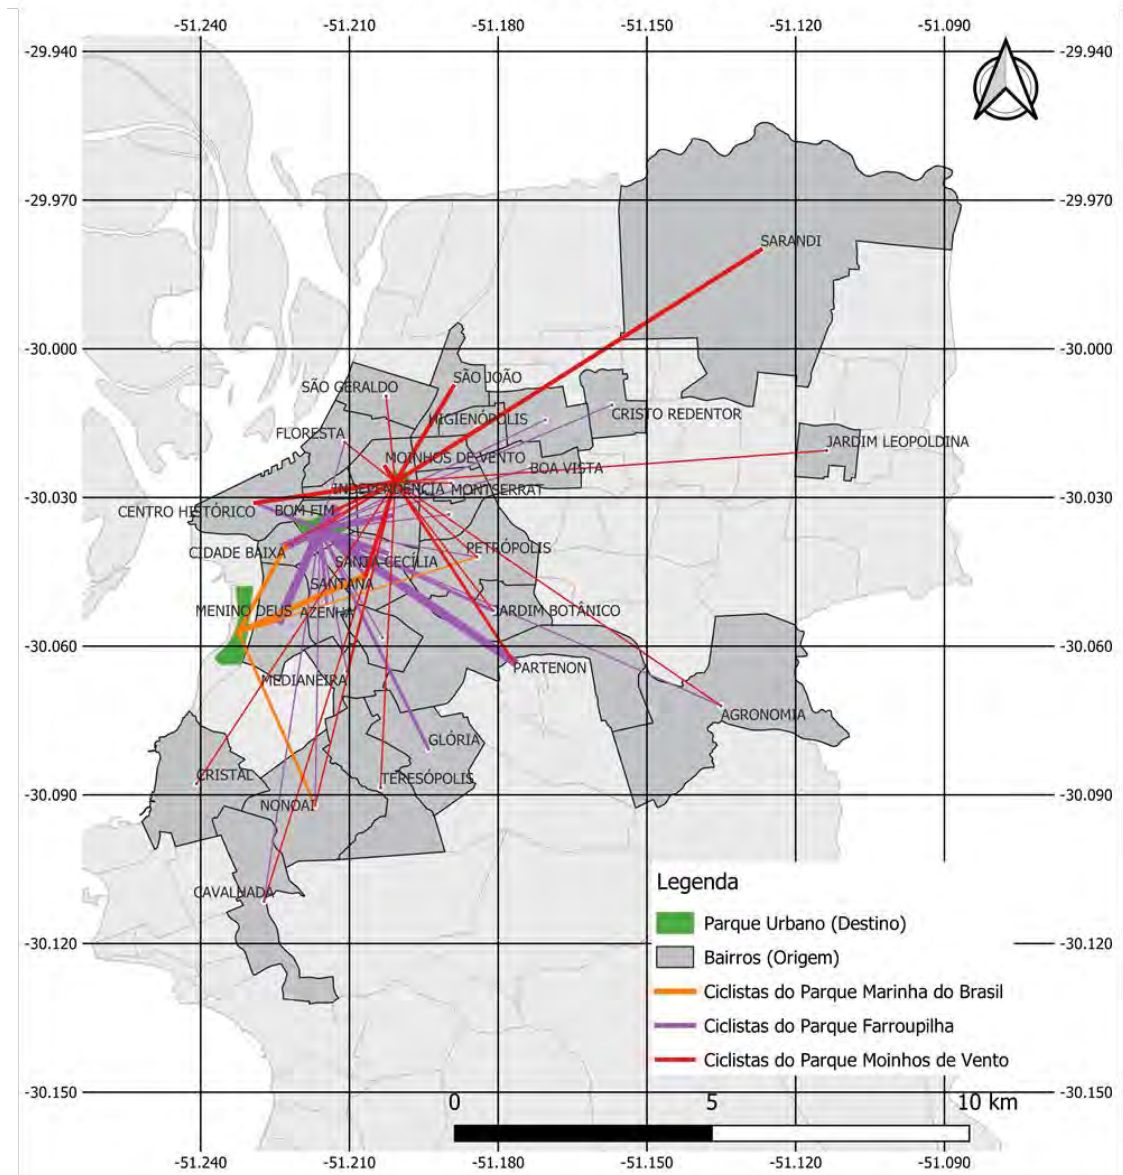 -51.240 -51.210 -51.180 -51.150 -51.120 -51.090
-29.940 -29.940
-29.970 -29.970
SARANDI
-30.000 -30.000
SÃO JOÃO
SÃO GERALDO
CRISTO REDENTOR
HIGIENÓPOLIS
FLORESTA
JARDIM LEOPOLDINA
MOINHOS DE VENTO
BOA VISTA
INDEPENDÊNCIA MONTSERRAT
-30.030 -30.030
CENTRO HISTÓRICO BOM FIM
CIDADE BAIXA PETRÓPOLIS
SANTA CECÍLIA
SANTANA
MENINO DEUS AZENHA JARDIM BOTÂNICO
-30.060 -30.060
PARTENON
MEDIANEIRA
AGRONOMIA
GLÓRIA
CRISTAL TERESÓPOLIS
-30.090 -30.090
NONOAI
CAVALHADA
Legenda
Parque Urbano (Destino)
-30.120 -30.120
Bairros (Origem)
Ciclistas do Parque Marinha do Brasil
Ciclistas do Parque Farroupilha
Ciclistas do Parque Moinhos de Vento
-30.150 -30.150
0 5 10 km
-51.240 -51.210 -51.180 -51.150 -51.120 -51.090